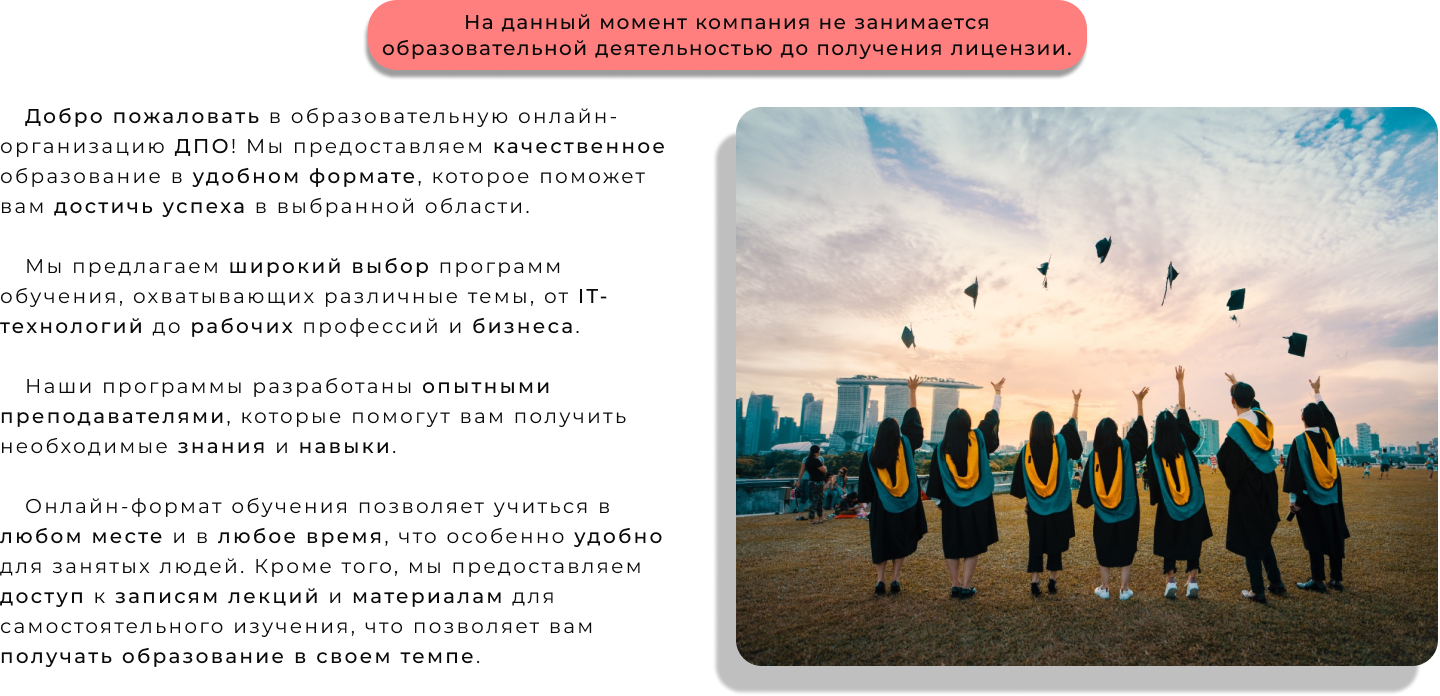 На данный момент компания не занимается
образовательной деятельностью до получения лицензии.
Добро пожаловать в образовательную онлайн-
организацию ДПО! Мы предоставляем качественное
образование в удобном формате, которое поможет
вам достичь успеха в выбранной области.
Мы предлагаем широкий выбор программ
обучения, охватывающих различные темы, от IT-
технологий до рабочих профессий и бизнеса.
Наши программы разработаны опытными
преподавателями, которые помогут вам получить
необходимые знания и навыки.
Онлайн-формат обучения позволяет учиться в
любом месте и в любое время, что особенно удобно
для занятых людей. Кроме того, мы предоставляем
доступ к записям лекций и материалам для
самостоятельного изучения, что позволяет вам
получать образование в своем темпе.